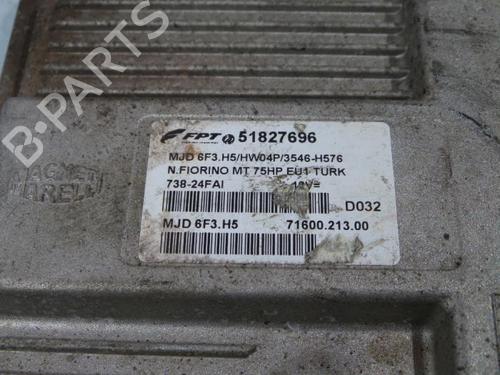 B-Parts
MAGNETI
MARELLI
FPT 51827696
MJD 6F3.H5/HW04P/3546-H576
N.FIORINO MT 75HP EU1 TURK
738-24FAI 12V
D032
MJD 6F3.H5 71600.213.00